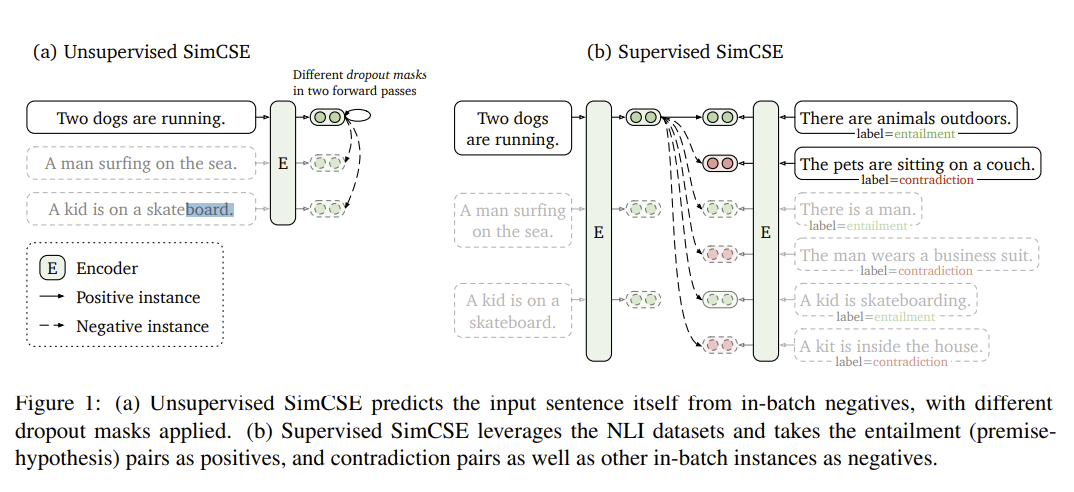 (a) Unsupervised SimCSE
Different dropout masks
in two forward passes
Two dogs are running.
A man surfing on the sea.
A kid is on a skateboard.
E
E Encoder
Positive instance
Negative instance
(b) Supervised SimCSE
Two dogs
are running.
A man surfing
on the sea.
A kid is on a
skateboard.
E
E
There are animals outdoors.
label=entailment
The pets are sitting on a couch.
label=contradiction
There is a man.
label=entailment
The man wears a business suit.
label=contradiction
A kid is skateboarding.
label=entailment
A kit is inside the house.
label=contradiction
Figure 1: (a) Unsupervised SimCSE predicts the input sentence itself from in-batch negatives, with different
dropout masks applied. (b) Supervised SimCSE leverages the NLI datasets and takes the entailment (premise-
hypothesis) pairs as positives, and contradiction pairs as well as other in-batch instances as negatives.